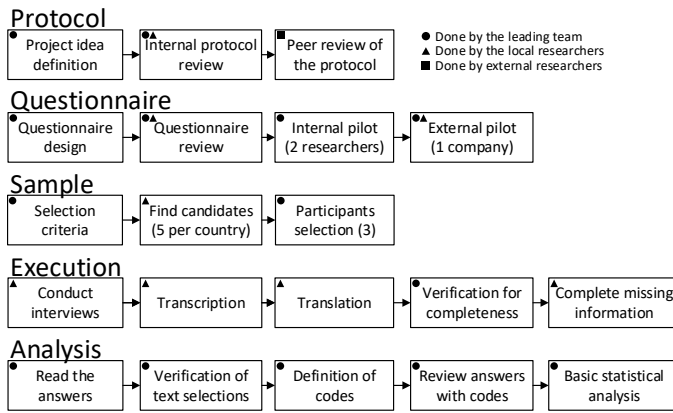 Protocol
Project idea
definition
Internal protocol
review
Peer review of
the protocol
Done by the leading team
Done by the local researchers
Done by external researchers
Questionnaire
Questionnaire
design
Questionnaire
review
Internal pilot
(2 researchers)
External pilot
(1 company)
Sample
Selection
criteria
Find candidates
(5 per country)
Participants
selection (3)
Execution
Conduct
interviews
Transcription
Translation
Verification for
completeness
Complete missing
information
Analysis
Read the
answers
Verification of
text selections
Definition of
codes
Review answers
with codes
Basic statistical
analysis